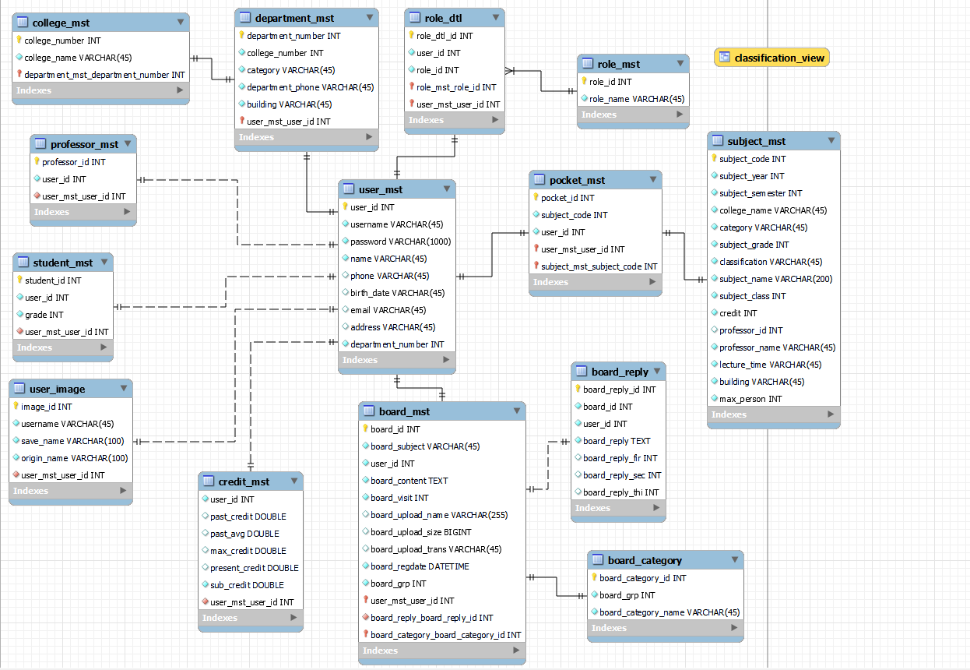 college_mst
college_number INT
college_name VARCHAR(45)
department_mst_department_number INT
Indexes
department_mst
department_number INT
college_number INT
category VARCHAR(45)
department_phone VARCHAR(45)
building VARCHAR(45)
user_mst_user_id INT
Indexes
role_dtl
role_dtl_id INT
user_id INT
role_id INT
role_mst_role_id INT
user_mst_user_id INT
Indexes
role_mst
role_id INT
role_name VARCHAR(45)
Indexes
classification_view
professor_mst
professor_id INT
user_id INT
user_mst_user_id INT
Indexes
user_mst
user_id INT
username VARCHAR(45)
password VARCHAR(1000)
name VARCHAR(45)
phone VARCHAR(45)
birth_date VARCHAR(45)
email VARCHAR(45)
address VARCHAR(45)
department_number INT
Indexes
pocket_mst
pocket_id INT
subject_code INT
user_id INT
user_mst_user_id INT
subject_mst_subject_code INT
Indexes
subject_mst
subject_code INT
subject_year INT
subject_semester INT
college_name VARCHAR(45)
category VARCHAR(45)
subject_grade INT
classification VARCHAR(45)
subject_name VARCHAR(200)
subject_class INT
credit INT
professor_id INT
professor_name VARCHAR(45)
lecture_time VARCHAR(45)
building VARCHAR(45)
max_person INT
Indexes
student_mst
student_id INT
user_id INT
grade INT
user_mst_user_id INT
Indexes
user_image
image_id INT
username VARCHAR(45)
save_name VARCHAR(100)
origin_name VARCHAR(100)
user_mst_user_id INT
Indexes
credit_mst
user_id INT
past_credit DOUBLE
past_avg DOUBLE
max_credit DOUBLE
present_credit DOUBLE
sub_credit DOUBLE
user_mst_user_id INT
Indexes
board_mst
board_id INT
board_subject VARCHAR(45)
user_id INT
board_content TEXT
board_visit INT
board_upload_name VARCHAR(255)
board_upload_size BIGINT
board_upload_trans VARCHAR(45)
board_regdate DATETIME
board_grp INT
user_mst_user_id INT
board_reply_board_reply_id INT
board_category_board_category_id INT
Indexes
board_reply
board_reply_id INT
board_id INT
user_id INT
board_reply TEXT
board_reply_fir INT
board_reply_sec INT
board_reply_thi INT
Indexes
board_category
board_category_id INT
board_grp INT
board_category_name VARCHAR(45)
Indexes